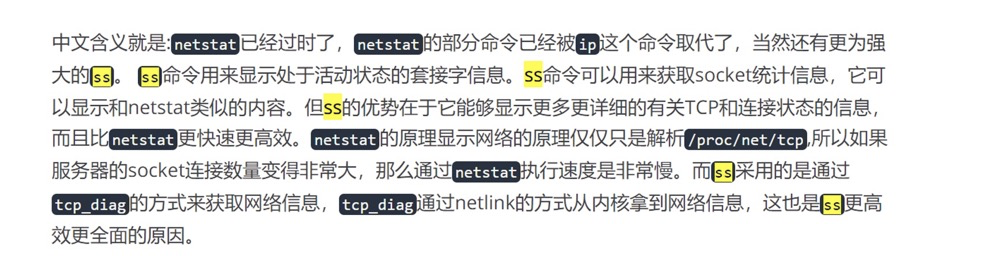 中文含义就是:netstat已经过时了，netstat的部分命令已经被ip这个命令取代了，当然还有更为强
大的ss。 ss命令用来显示处于活动状态的套接字信息。ss命令可以用来获取socket统计信息，它可
以显示和netstat类似的内容。但ss的优势在于它能够显示更多更详细的有关TCP和连接状态的信息，
而且比netstat更快速更高效。netstat的原理显示网络的原理仅仅只是解析/proc/net/tcp,所以如果
服务器的socket连接数量变得非常大，那么通过netstat执行速度是非常慢。而ss采用的是通过
tcp_diag的方式来获取网络信息，tcp_diag通过netlink的方式从内核拿到网络信息，这也是ss更高
效更全面的原因。